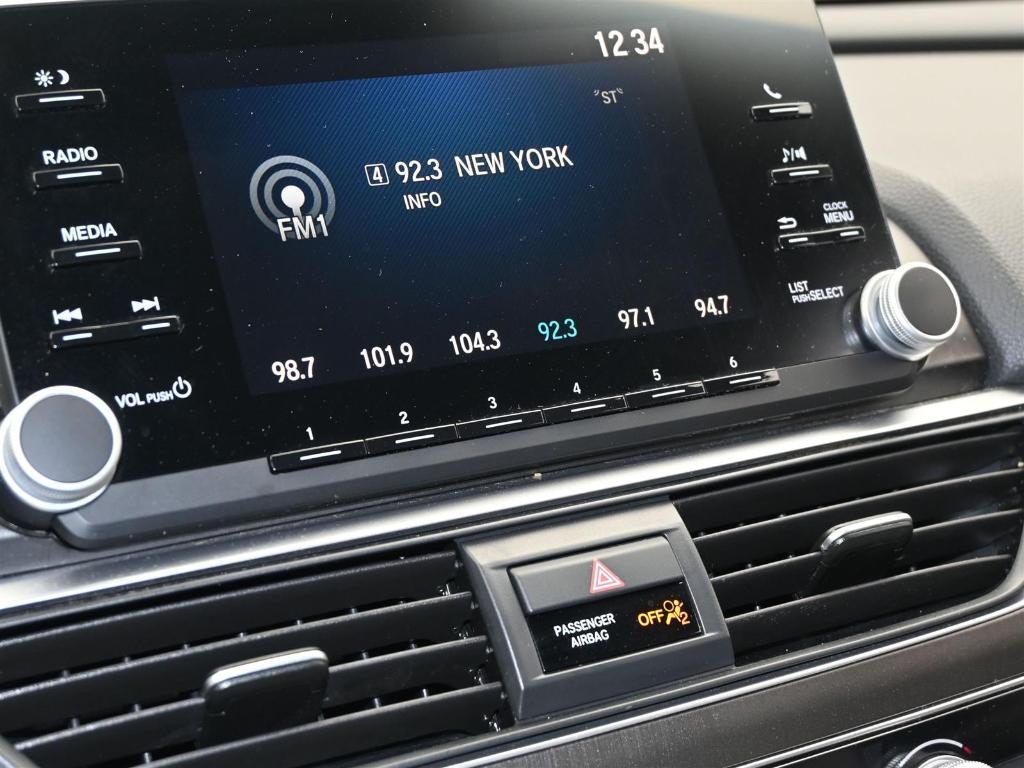 12 34
ST
RADIO
4 92.3 NEW YORK
INFO
FM1
MEDIA
CLOCK
MENU
LIST
PUSH SELECT
98.7 101.9 104.3 92.3 97.1 94.7
VOL PUSH
1 2 3 4 5 6
PASSENGER
AIRBAG
OFF 2